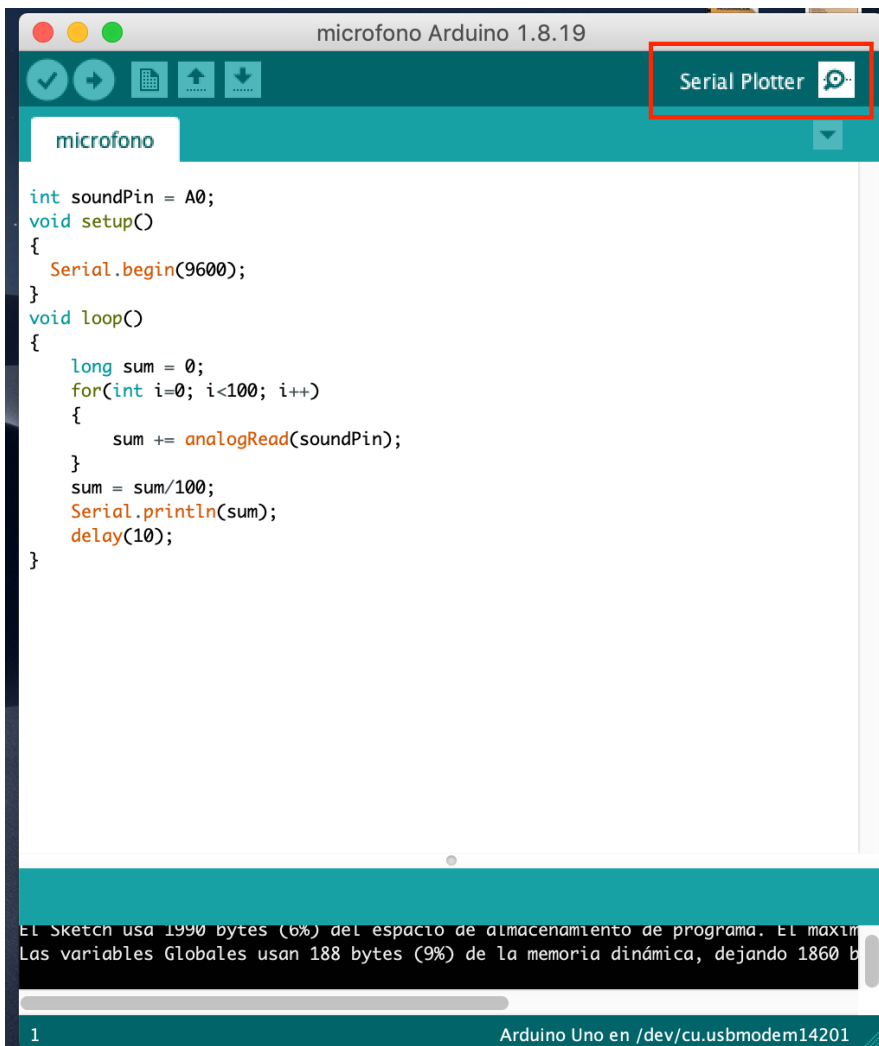 microfono Arduino 1.8.19
Serial Plotter
microfono
int soundPin = A0;
void setup()
{
  Serial.begin(9600);
}
void loop()
{
    long sum = 0;
    for(int i=0; i<100; i++)
    {
        sum += analogRead(soundPin);
    }
    sum = sum/100;
    Serial.println(sum);
    delay(10);
}
El Sketch usa 1990 bytes (6%) del espacio de almacenamiento de programa. El máxim
Las variables Globales usan 188 bytes (9%) de la memoria dinámica, dejando 1860 b
1
Arduino Uno en /dev/cu.usbmodem14201